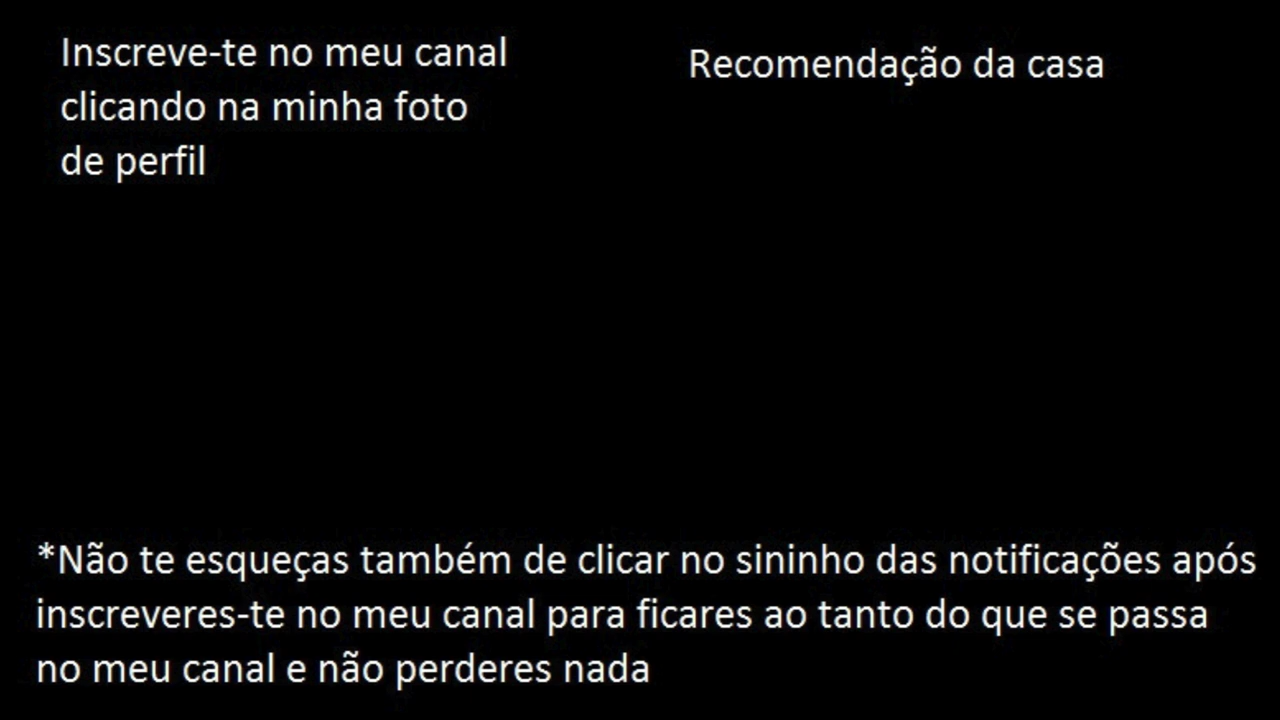 Inscreve-te no meu canal
clicando na minha foto
de perfil
Recomendação da casa
*Não te esqueças também de clicar no sininho das notificações após
inscreveres-te no meu canal para ficares ao tanto do que se passa
no meu canal e não perderes nada